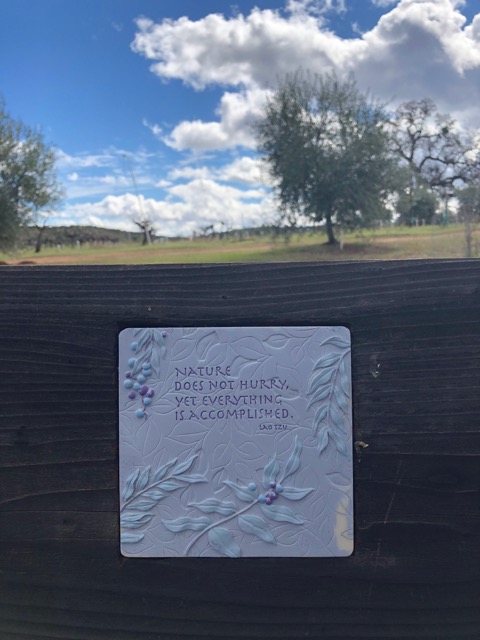 NATURE
DOES NOT HURRY,
YET EVERYTHING
IS ACCOMPLISHED.
LAO TZU